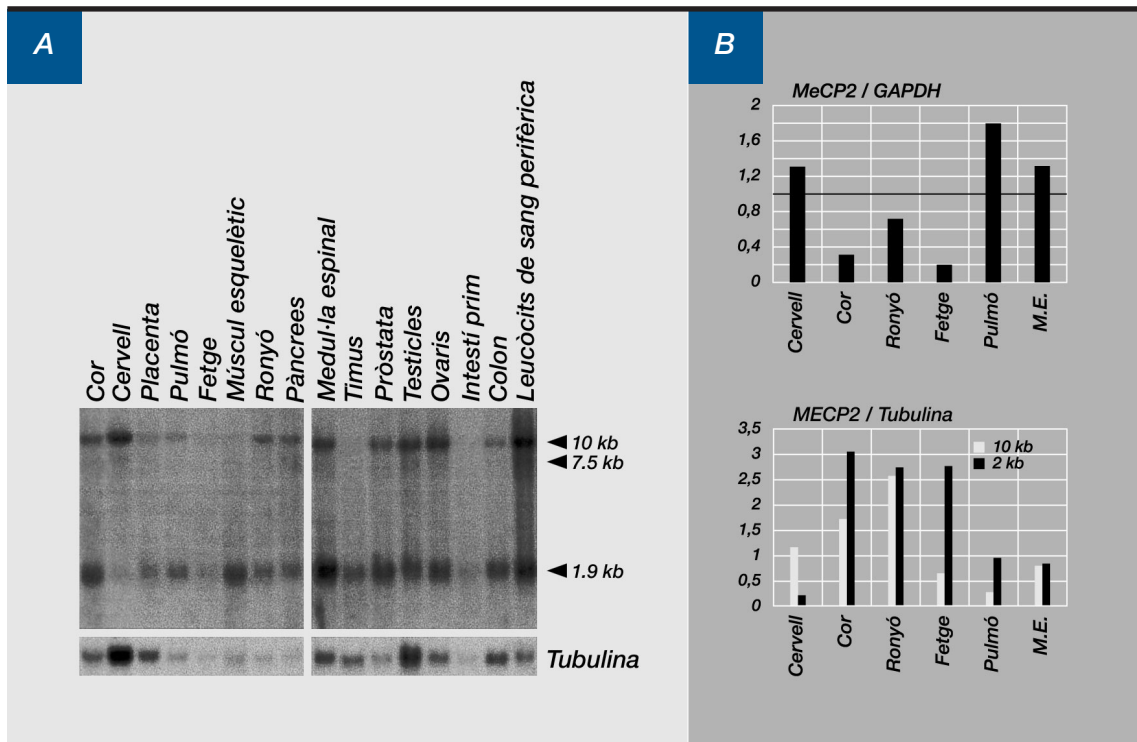 A
Cor
Cervell
Placenta
Pulmó
Fetge
Múscul esquelètic
Ronyó
Pàncrees
Medul·la espinal
Timus
Pròstata
Testicles
Ovaris
Intestí prim
Colon
Leucòcits de sang perifèrica
10 kb
7.5 kb
1.9 kb
Tubulina
B
MeCP2 / GAPDH
2
1,6
1,2
0,8
0,4
0
Cervell
Cor
Ronyó
Fetge
Pulmó
M.E.
MECP2 / Tubulina
3,5
3
2,5
1,5
1
0,5
0
10 kb
2 kb
Cervell
Cor
Ronyó
Fetge
Pulmó
M.E.